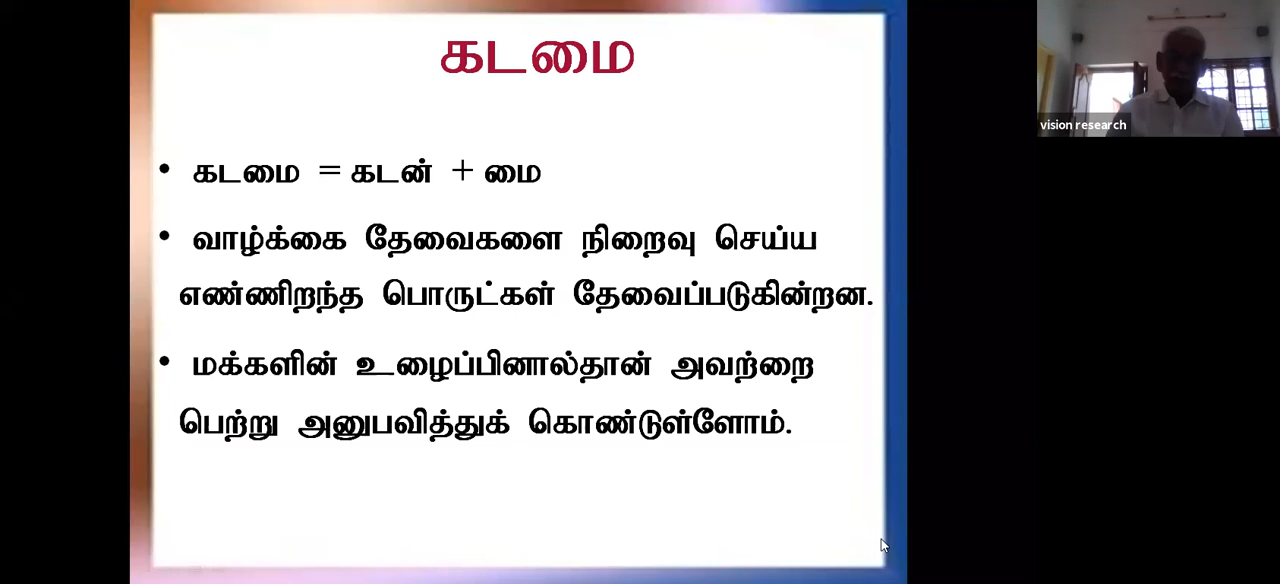 கடமை
• கடமை = கடன் + மை
• வாழ்க்கை தேவைகளை நிறைவு செய்ய
எண்ணிறந்த பொருட்கள் தேவைப்படுகின்றன.
• மக்களின் உழைப்பினால்தான் அவற்றை
பெற்று அனுபவித்துக் கொண்டுள்ளோம்.
vision research